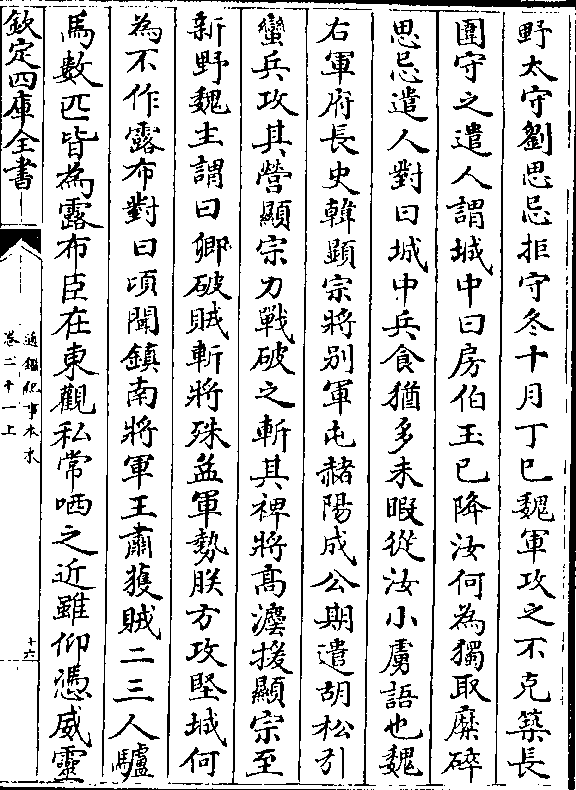 野太守劉思忌拒守冬十月丁巳魏軍攻之不克築長
圍守之遣人謂城中曰房伯玉已降汝何為獨取糜碎
思忌遣人對曰城中兵食猶多未暇從汝小虜語也魏
右軍府長史韓顯宗將别軍屯赭陽成公期遣胡松引
蠻兵攻其營顯宗力戰破之斬其裨將髙瀍援顯宗至
新野魏主謂曰卿破賊斬將殊益軍勢朕方攻堅城何
為不作露布對曰頃聞鎮南將軍王肅獲賊二三人驢
馬數匹皆為露布臣在東觀私常哂之近雖仰憑威靈
欽定四庫全書
通鑑紀事本末
卷二十一上
十六